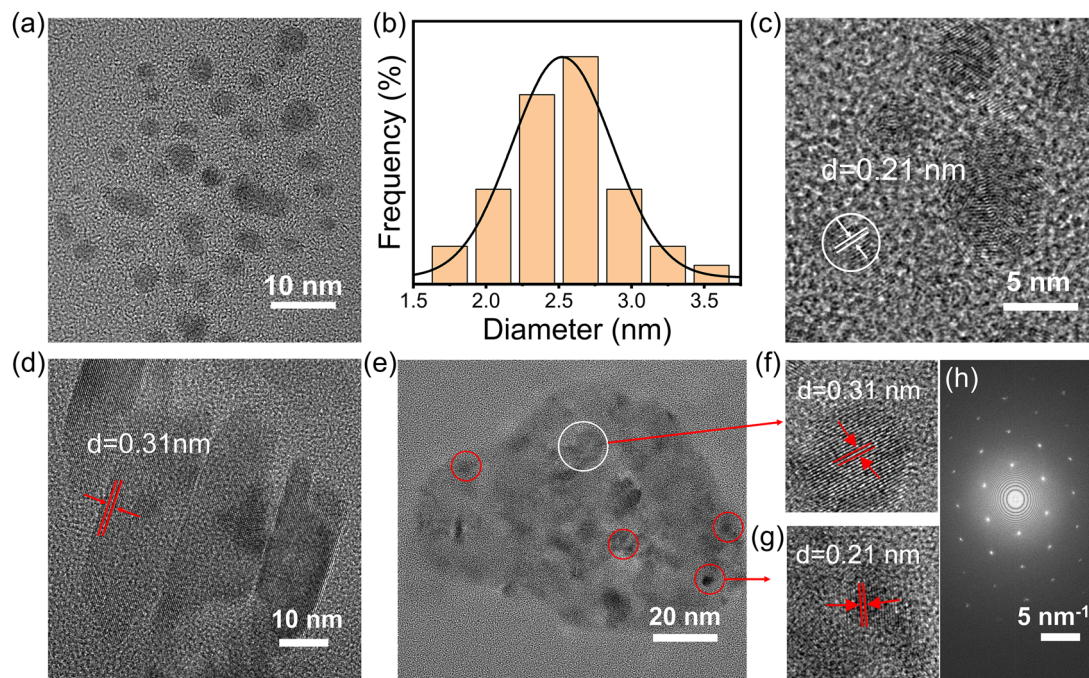 (a)
10 nm
(b)
Frequency (%)
1.5 2.0 2.5 3.0 3.5
Diameter (nm)
(c)
d=0.21 nm
5 nm
(d)
d=0.31nm
10 nm
(e)
20 nm
(f)
d=0.31 nm
(g)
d=0.21 nm
(h)
5 nm⁻¹